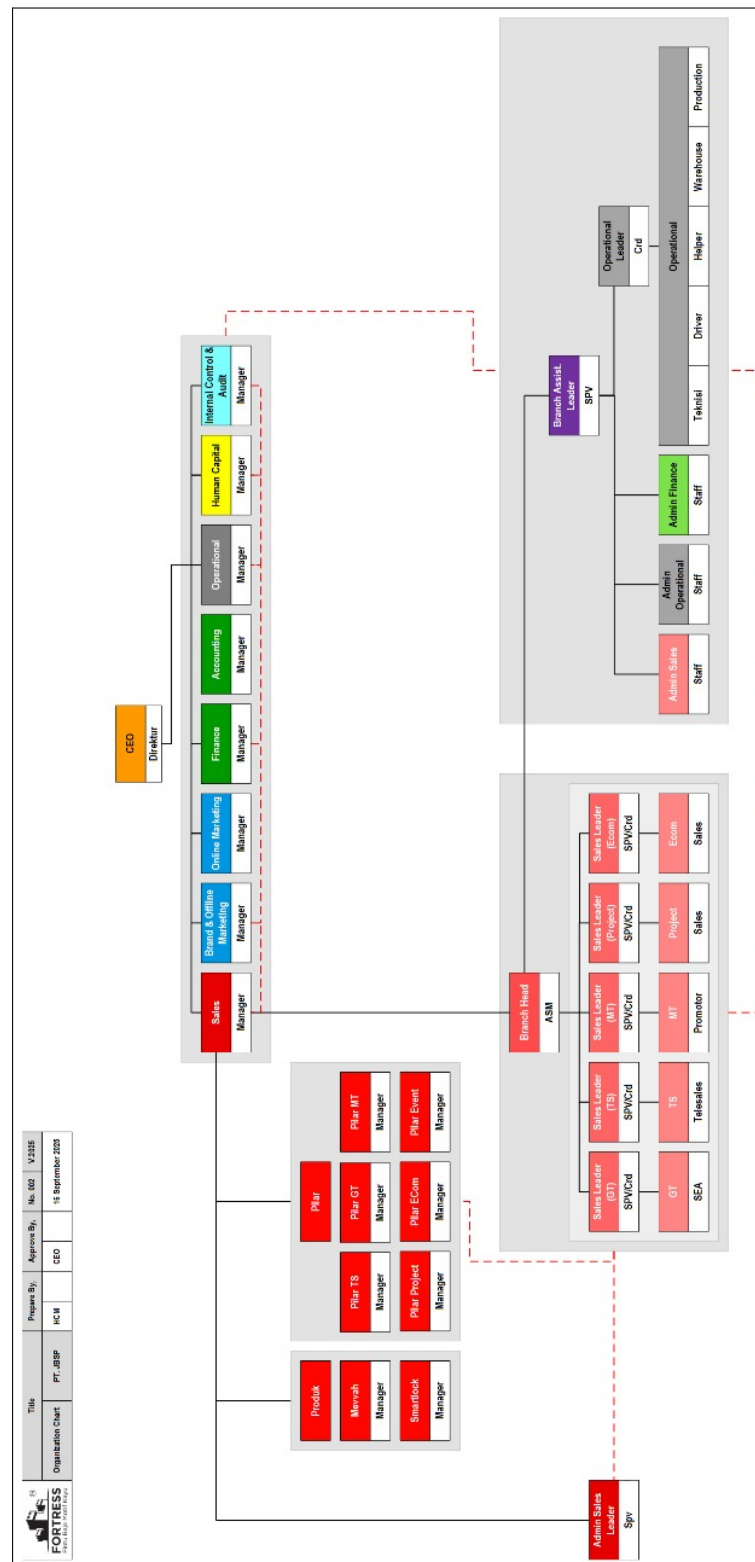 FORTRESS
Title
Prepare By,
Approve By,
No. 002
V.2025
Organization Chart
PT. JBSP
HCM
CEO
CEO
Direktur
Sales
Manager
Brand & Offline
Marketing
Manager
Online Marketing
Manager
Finance
Manager
Accounting
Manager
Operational
Manager
Human Capital
Manager
Internal Control &
Audit
Manager
Produk
Mevvah
Manager
Smartlock
Manager
Pilar
Pilar TS
Manager
Pilar GT
Manager
Pilar MT
Manager
Pilar Project
Manager
Pilar ECom
Manager
Pilar Event
Manager
Admin Sales
Leader
Spv
Branch Head
ASM
Sales Leader
(GT)
SPV/Crd
Sales Leader
(TS)
SPV/Crd
Sales Leader
(MT)
SPV/Crd
Sales Leader
(Project)
SPV/Crd
Sales Leader
(Ecom)
SPV/Crd
GT
SEA
TS
Telesales
MT
Promotor
Project
Sales
Ecom
Sales
Branch Assist.
Leader
SPV
Operational
Leader
Crd
Admin Sales
Staff
Admin
Operational
Staff
Admin Finance
Staff
Operational
Teknisi
Driver
Helper
Warehouse
Production